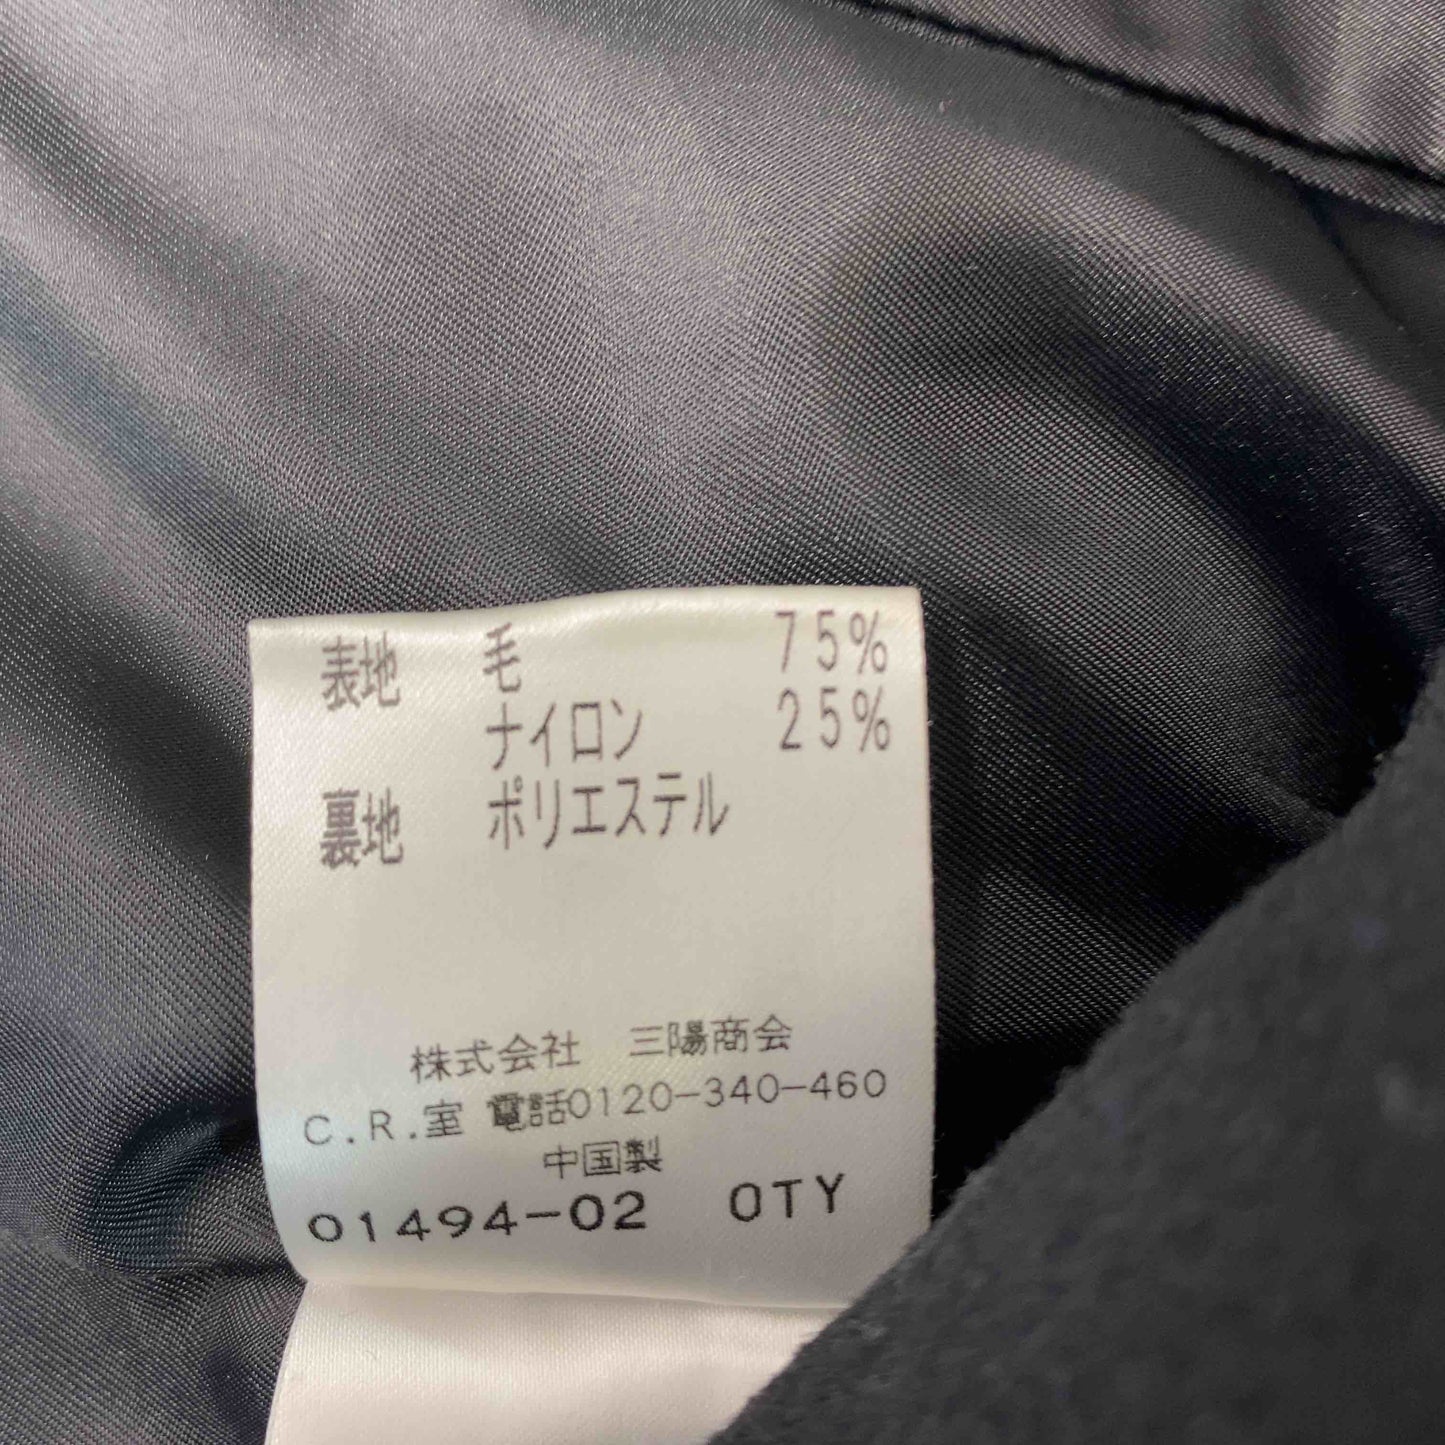 表地 毛 75%
ナイロン 25%
裏地 ポリエステル
株式会社 三陽商会
C.R.室 電話0120-340-460
中国製
01494-02 OTY